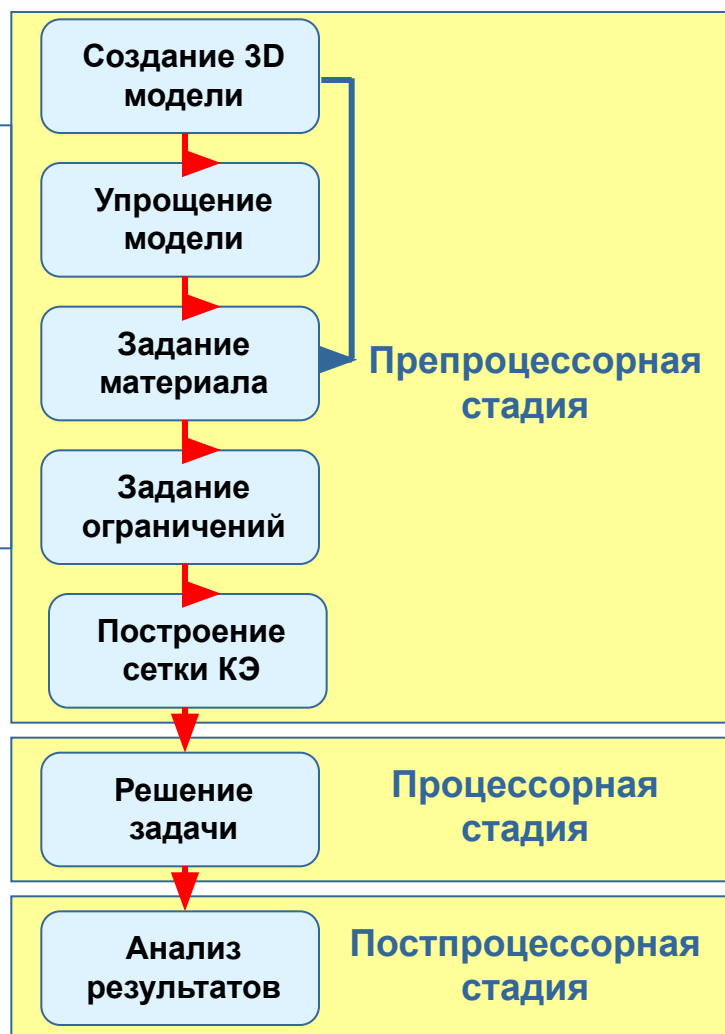 Создание 3D
модели
Упрощение
модели
Задание
материала
Препроцессорная
стадия
Задание
ограничений
Построение
сетки КЭ
Решение
задачи
Процессорная
стадия
Анализ
результатов
Постпроцессорная
стадия